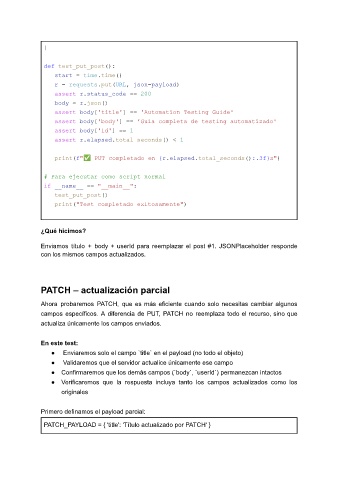 }
def test_put_post():
start = time.time()
r = requests.put(URL, json=payload)
assert r.status_code == 200
body = r.json()
assert body['title'] == 'Automation Testing Guide'
assert body['body'] == 'Guía completa de testing automatizado'
assert body['id'] == 1
assert r.elapsed.total_seconds() < 1
print(f"✅ PUT completado en {r.elapsed.total_seconds():.3f}s")
# Para ejecutar como script normal
if __name__ == "__main__":
test_put_post()
print("Test completado exitosamente")
¿Qué hicimos?
Enviamos título + body + userId para reemplazar el post #1. JSONPlaceholder responde
con los mismos campos actualizados.
PATCH – actualización parcial
Ahora probaremos PATCH, que es más eficiente cuando solo necesitas cambiar algunos
campos específicos. A diferencia de PUT, PATCH no reemplaza todo el recurso, sino que
actualiza únicamente los campos enviados.
En este test:
● Enviaremos solo el campo `title` en el payload (no todo el objeto)
● Validaremos que el servidor actualice únicamente ese campo
● Confirmaremos que los demás campos (`body`, `userId`) permanezcan intactos
● Verificaremos que la respuesta incluya tanto los campos actualizados como los
originales
Primero definamos el payload parcial:
PATCH_PAYLOAD = { 'title': 'Título actualizado por PATCH' }